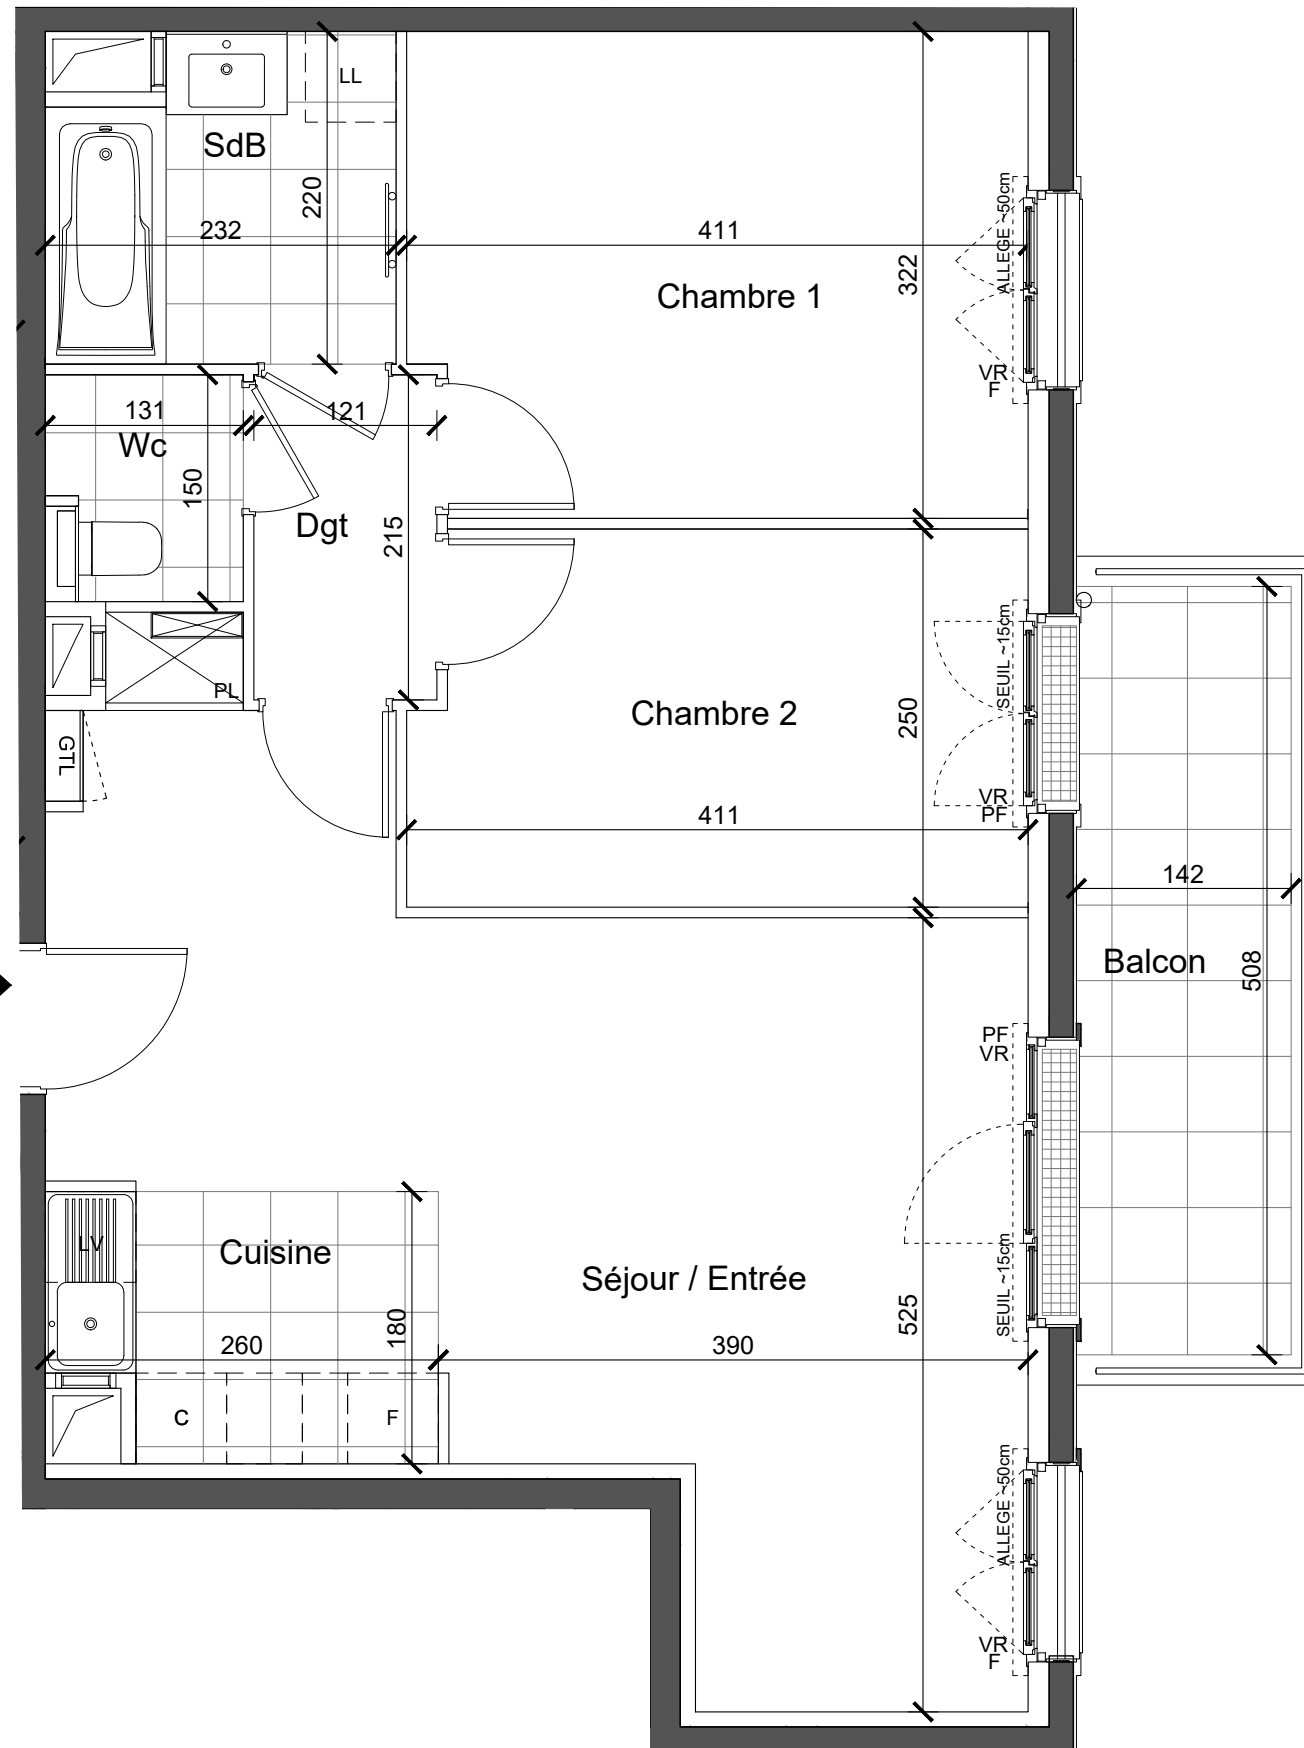 LL
SdB
220
232
411
ALLEGE ~50cm
322
Chambre 1
VR
F
131
121
Wc
150
Dgt
215
SEUIL ~15cm
PL
Chambre 2
250
GTL
VR
PF
411
142
Balcon
508
PF
VR
LV
Cuisine
SEUIL ~15cm
Séjour / Entrée
525
180
260
390
C
F
ALLEGE ~50cm
VR
F